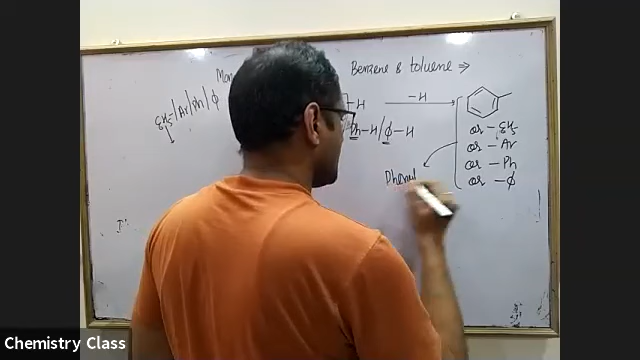 Benzene & toluene ⇒
C₆H₅/Ar/Ph/ϕ
-H
-H
Ph-H/ϕ-H
or -C₆H₅
or -Ar
or -Ph
or -ϕ
Phenyl
Chemistry Class